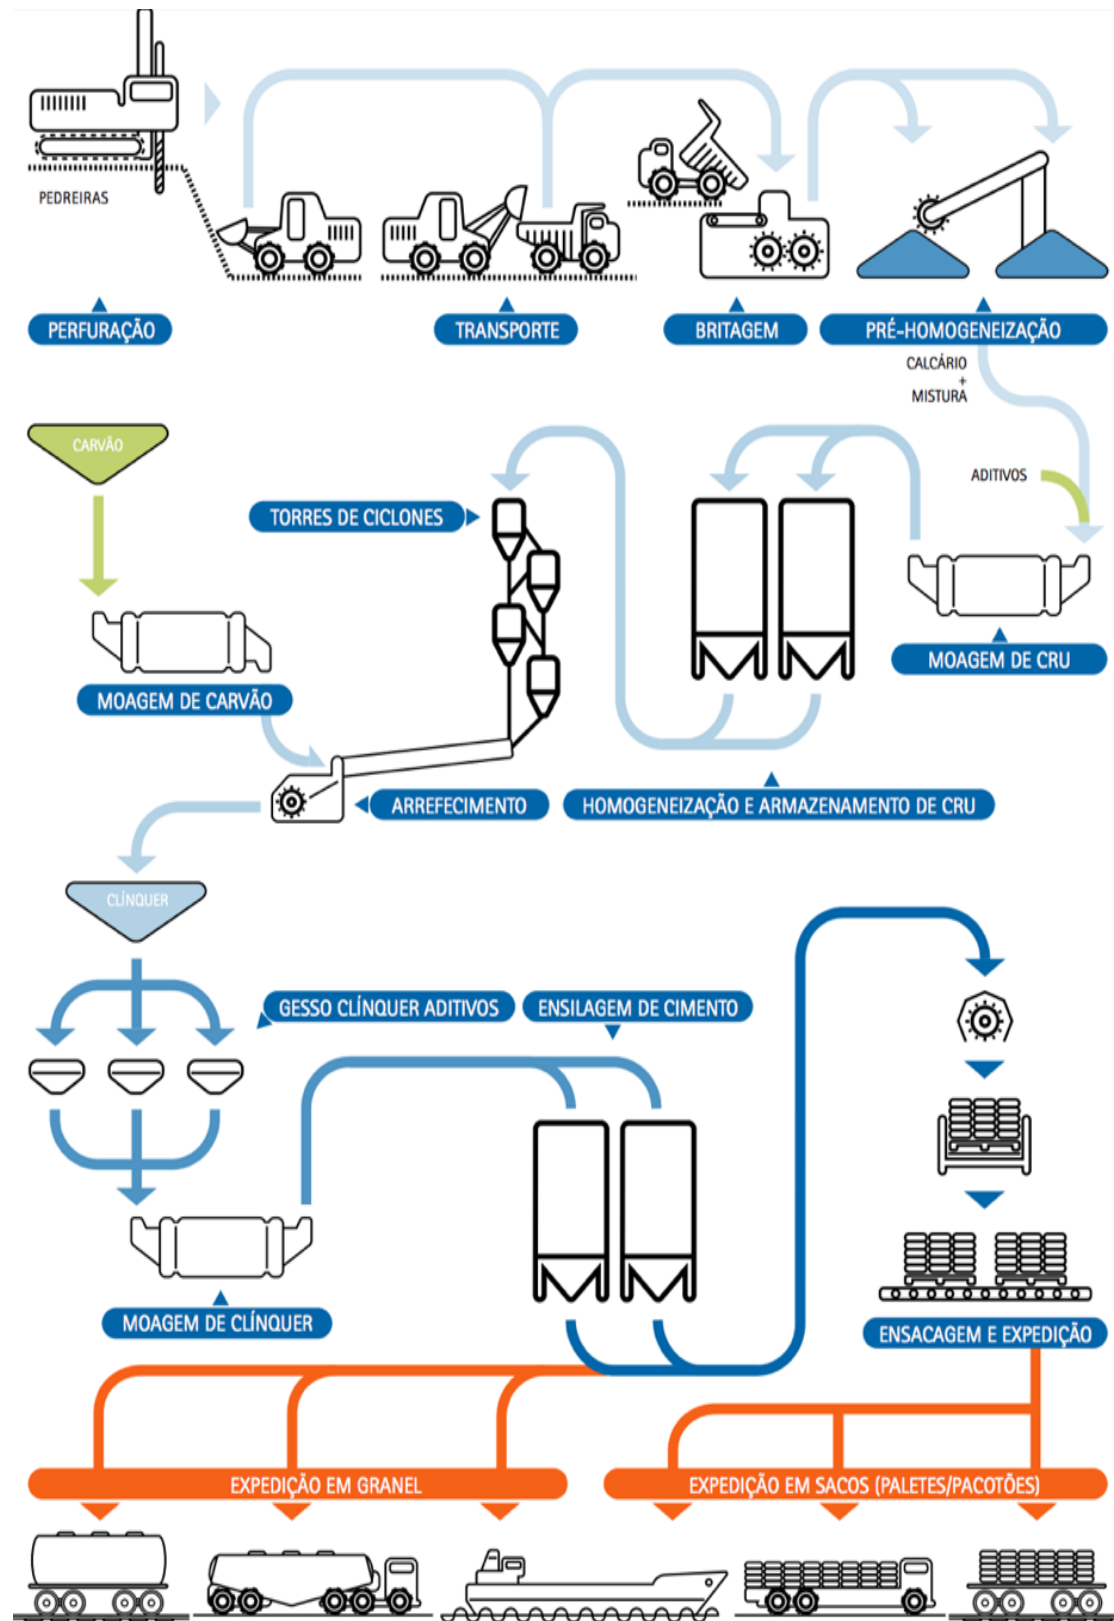 PEDREIRAS
PERFURAÇÃO
TRANSPORTE
BRITAGEM
PRÉ-HOMOGENEIZAÇÃO
CALCÁRIO
+
MISTURA
CARVÃO
ADITIVOS
TORRES DE CICLONES
MOAGEM DE CRU
MOAGEM DE CARVÃO
ARREFECIMENTO
HOMOGENEIZAÇÃO E ARMAZENAMENTO DE CRU
CLÍNQUER
GESSO CLÍNQUER ADITIVOS
ENSILAGEM DE CIMENTO
MOAGEM DE CLÍNQUER
ENSACAGEM E EXPEDIÇÃO
EXPEDIÇÃO EM GRANEL
EXPEDIÇÃO EM SACOS (PALETES/PACOTÕES)